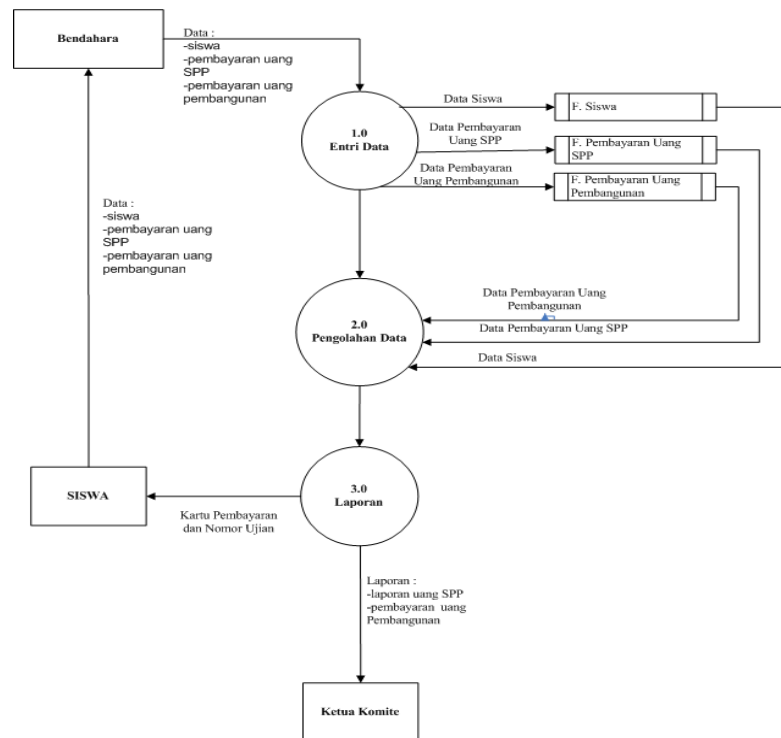 Bendahara
Data :
-siswa
-pembayaran uang
SPP
-pembayaran uang
pembangunan
1.0
Entri Data
Data Siswa
F. Siswa
Data Pembayaran
Uang SPP
F. Pembayaran Uang
SPP
Data Pembayaran
Uang Pembangunan
F. Pembayaran Uang
Pembangunan
Data :
-siswa
-pembayaran uang
SPP
-pembayaran uang
pembangunan
2.0
Pengolahan Data
Data Pembayaran Uang
Pembangunan
Data Pembayaran Uang SPP
Data Siswa
3.0
Laporan
SISWA
Kartu Pembayaran
dan Nomor Ujian
Laporan :
-laporan uang SPP
-pembayaran uang
Pembangunan
Ketua Komite